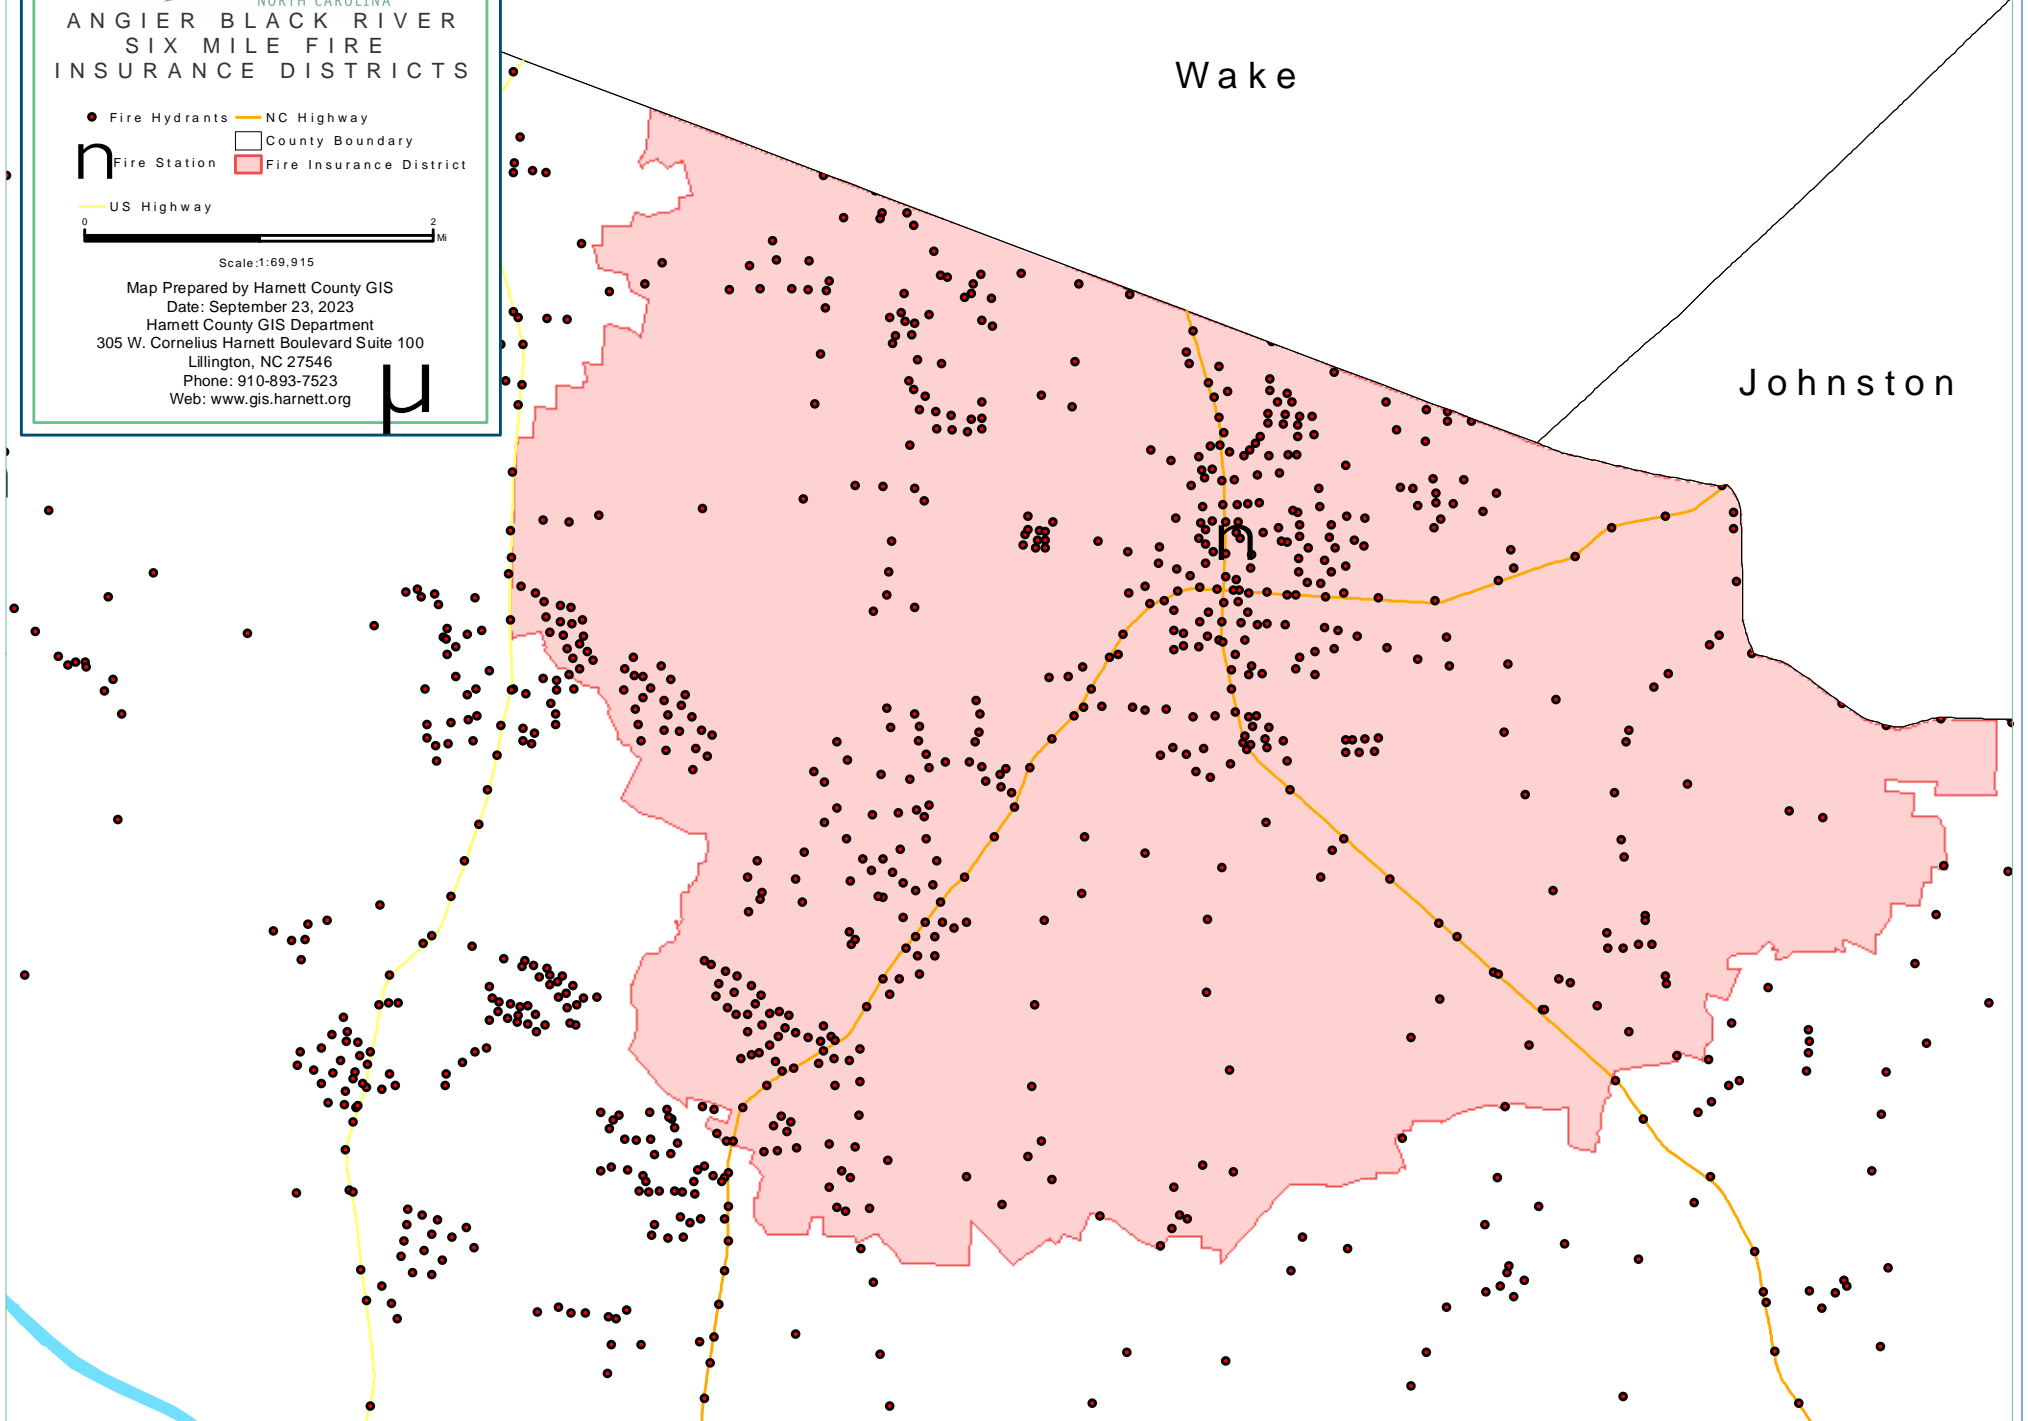 NORTH CAROLINA
ANGIER BLACK RIVER
SIX MILE FIRE
INSURANCE DISTRICTS
Fire Hydrants
NC Highway
County Boundary
n Fire Station
Fire Insurance District
US Highway
0 2
Mi
Scale:1:69,915
Map Prepared by Harnett County GIS
Date: September 23, 2023
Harnett County GIS Department
305 W. Cornelius Harnett Boulevard Suite 100
Lillington, NC 27546
Phone: 910-893-7523
Web: www.gis.harnett.org
µ
Wake
Johnston
n